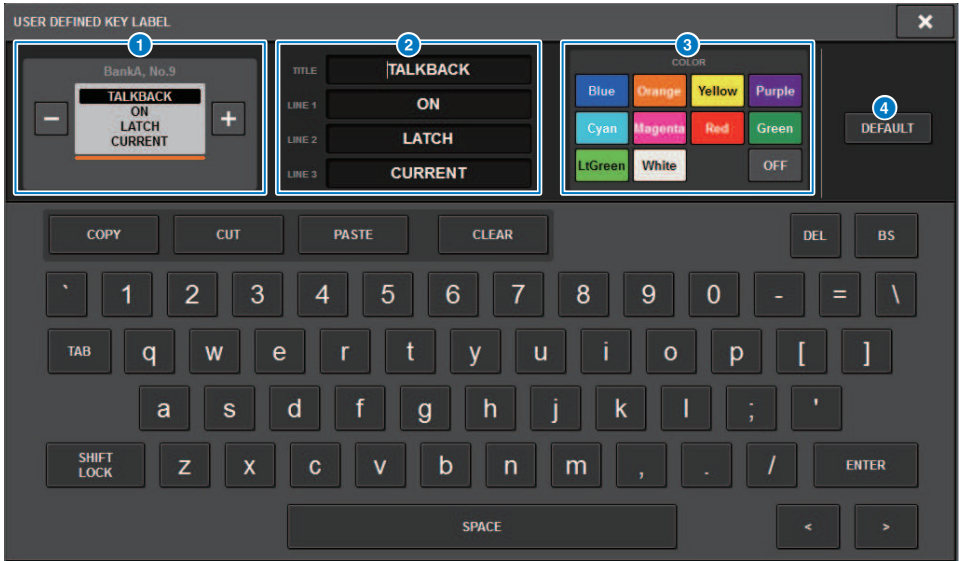 USER DEFINED KEY LABEL ×
1 2 3 4
BankA, No.9
− +
TALKBACK
ON
LATCH
CURRENT
TITLE TALKBACK
LINE 1 ON
LINE 2 LATCH
LINE 3 CURRENT
COLOR
Blue Orange Yellow Purple
Cyan Magenta Red Green
LtGreen White OFF
DEFAULT
COPY CUT PASTE CLEAR DEL BS
` 1 2 3 4 5 6 7 8 9 0 - = \
TAB q w e r t y u i o p [ ]
a s d f g h j k l ; '
SHIFT LOCK z x c v b n m , . / ENTER
SPACE < >